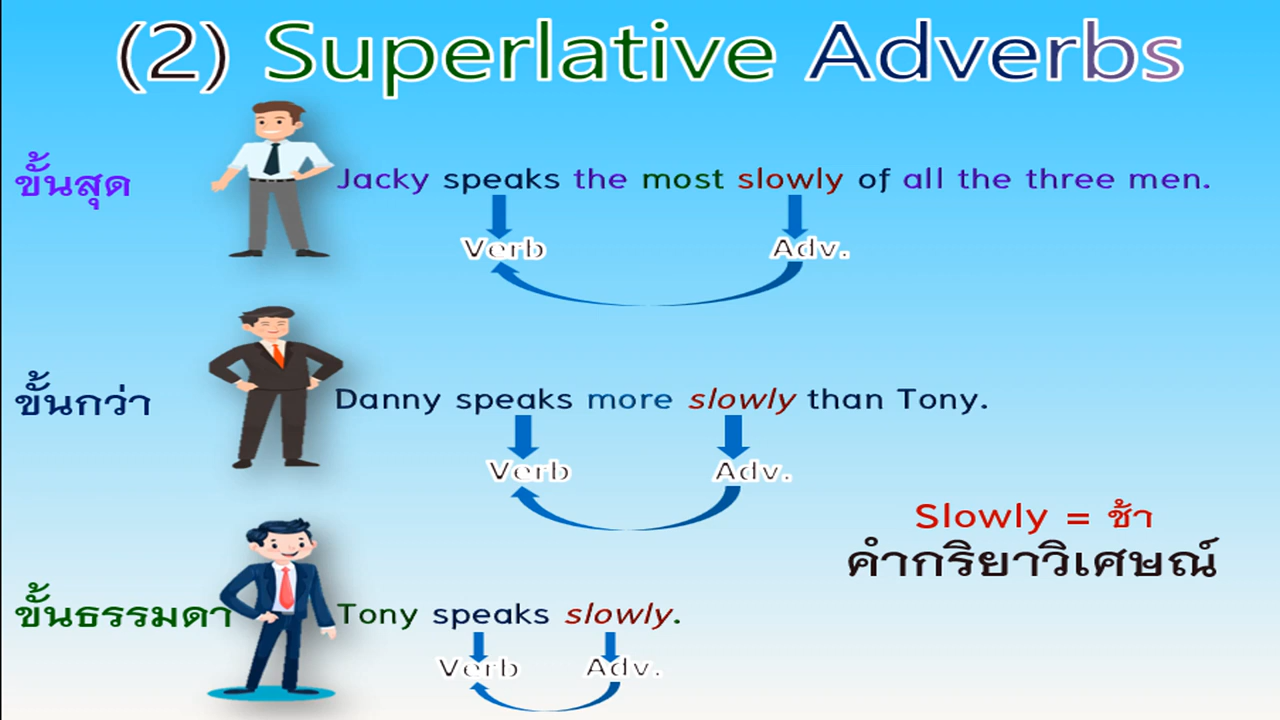 (2) Superlative Adverbs
ขั้นสุด
Jacky speaks the most slowly of all the three men.
Verb Adv.
ขั้นกว่า
Danny speaks more slowly than Tony.
Verb Adv.
Slowly = ช้า
คำกริยาวิเศษณ์
ขั้นธรรมดา
Tony speaks slowly.
Verb Adv.